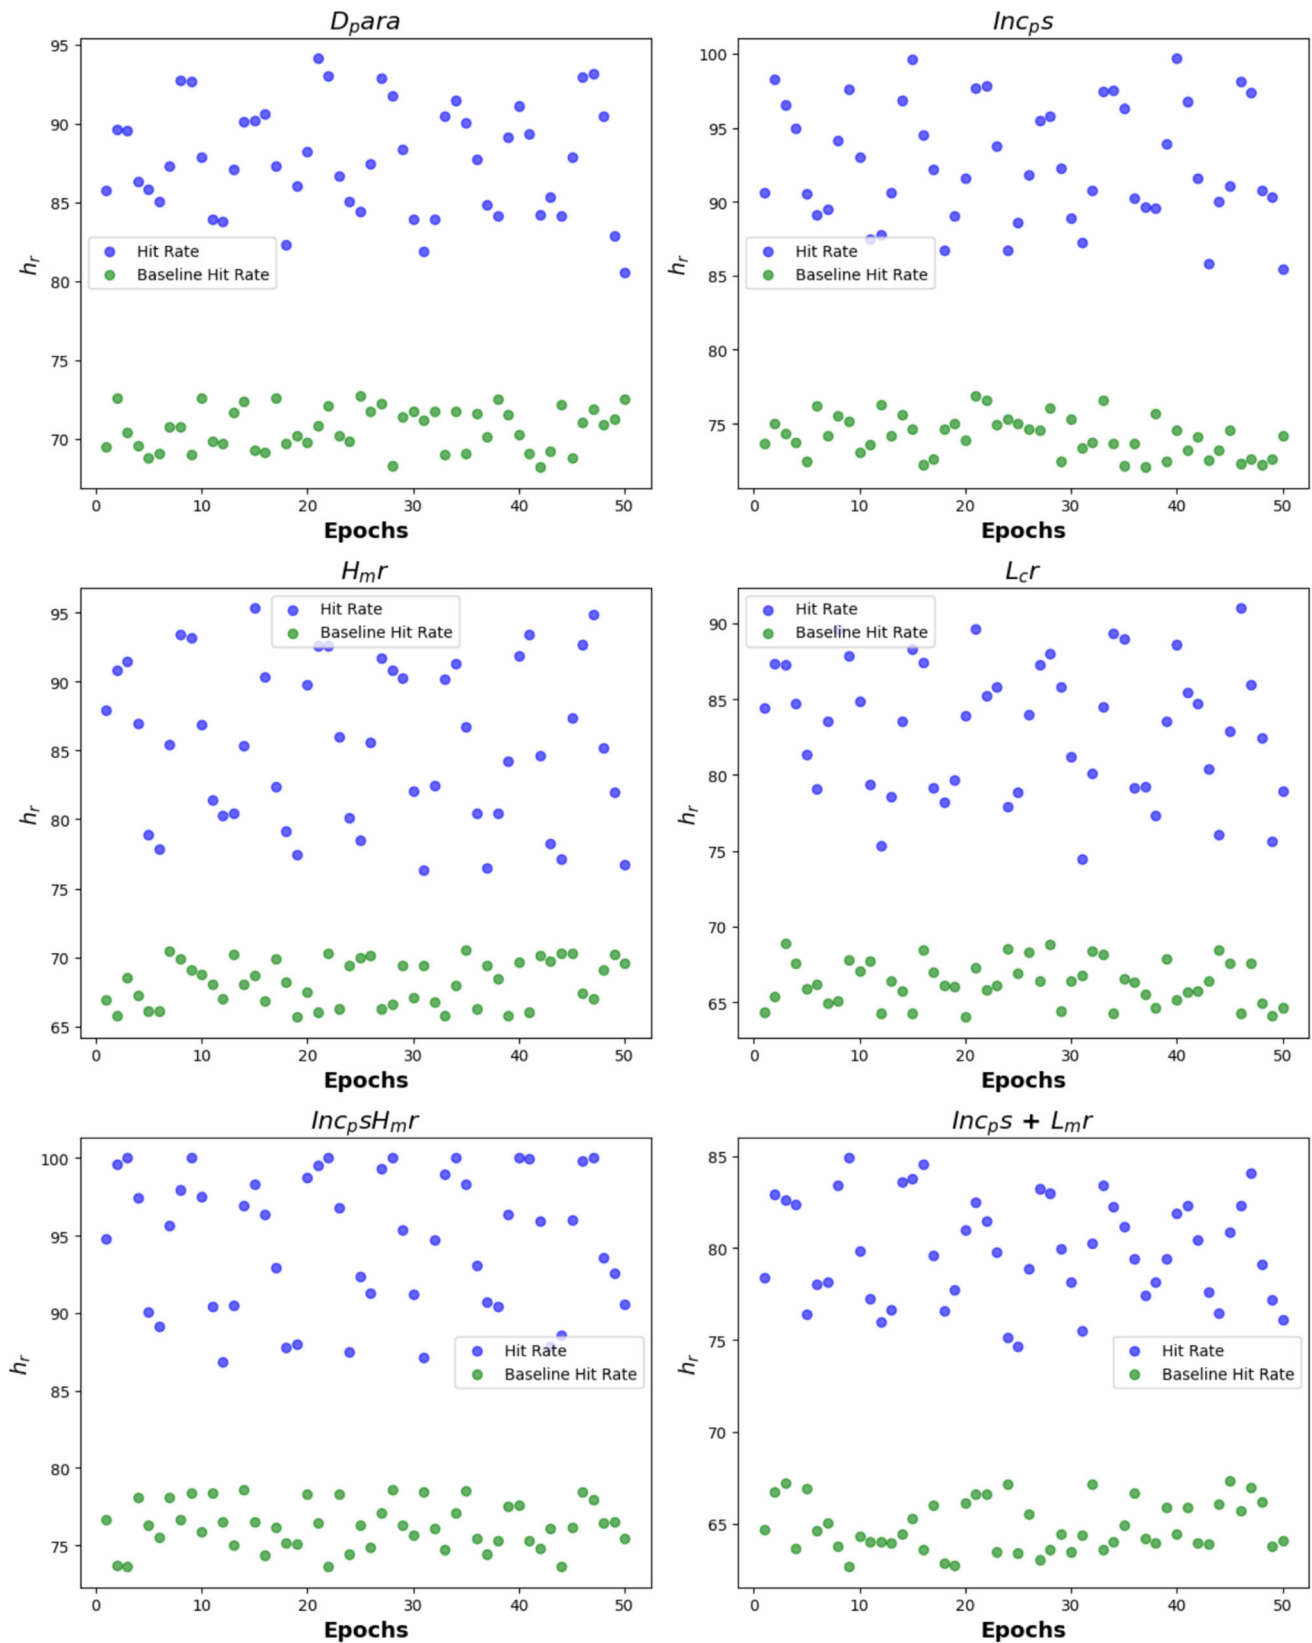 D_para
95
90
85
80
75
70
h_r
Hit Rate
Baseline Hit Rate
0 10 20 30 40 50
Epochs
Inc_ps
100
95
90
85
80
75
h_r
Hit Rate
Baseline Hit Rate
0 10 20 30 40 50
Epochs
H_mr
95
90
85
80
75
70
65
h_r
Hit Rate
Baseline Hit Rate
0 10 20 30 40 50
Epochs
L_cr
90
85
80
75
70
65
h_r
Hit Rate
Baseline Hit Rate
0 10 20 30 40 50
Epochs
Inc_psH_mr
100
95
90
85
80
75
h_r
Hit Rate
Baseline Hit Rate
0 10 20 30 40 50
Epochs
Inc_ps + L_mr
85
80
75
70
65
h_r
Hit Rate
Baseline Hit Rate
0 10 20 30 40 50
Epochs